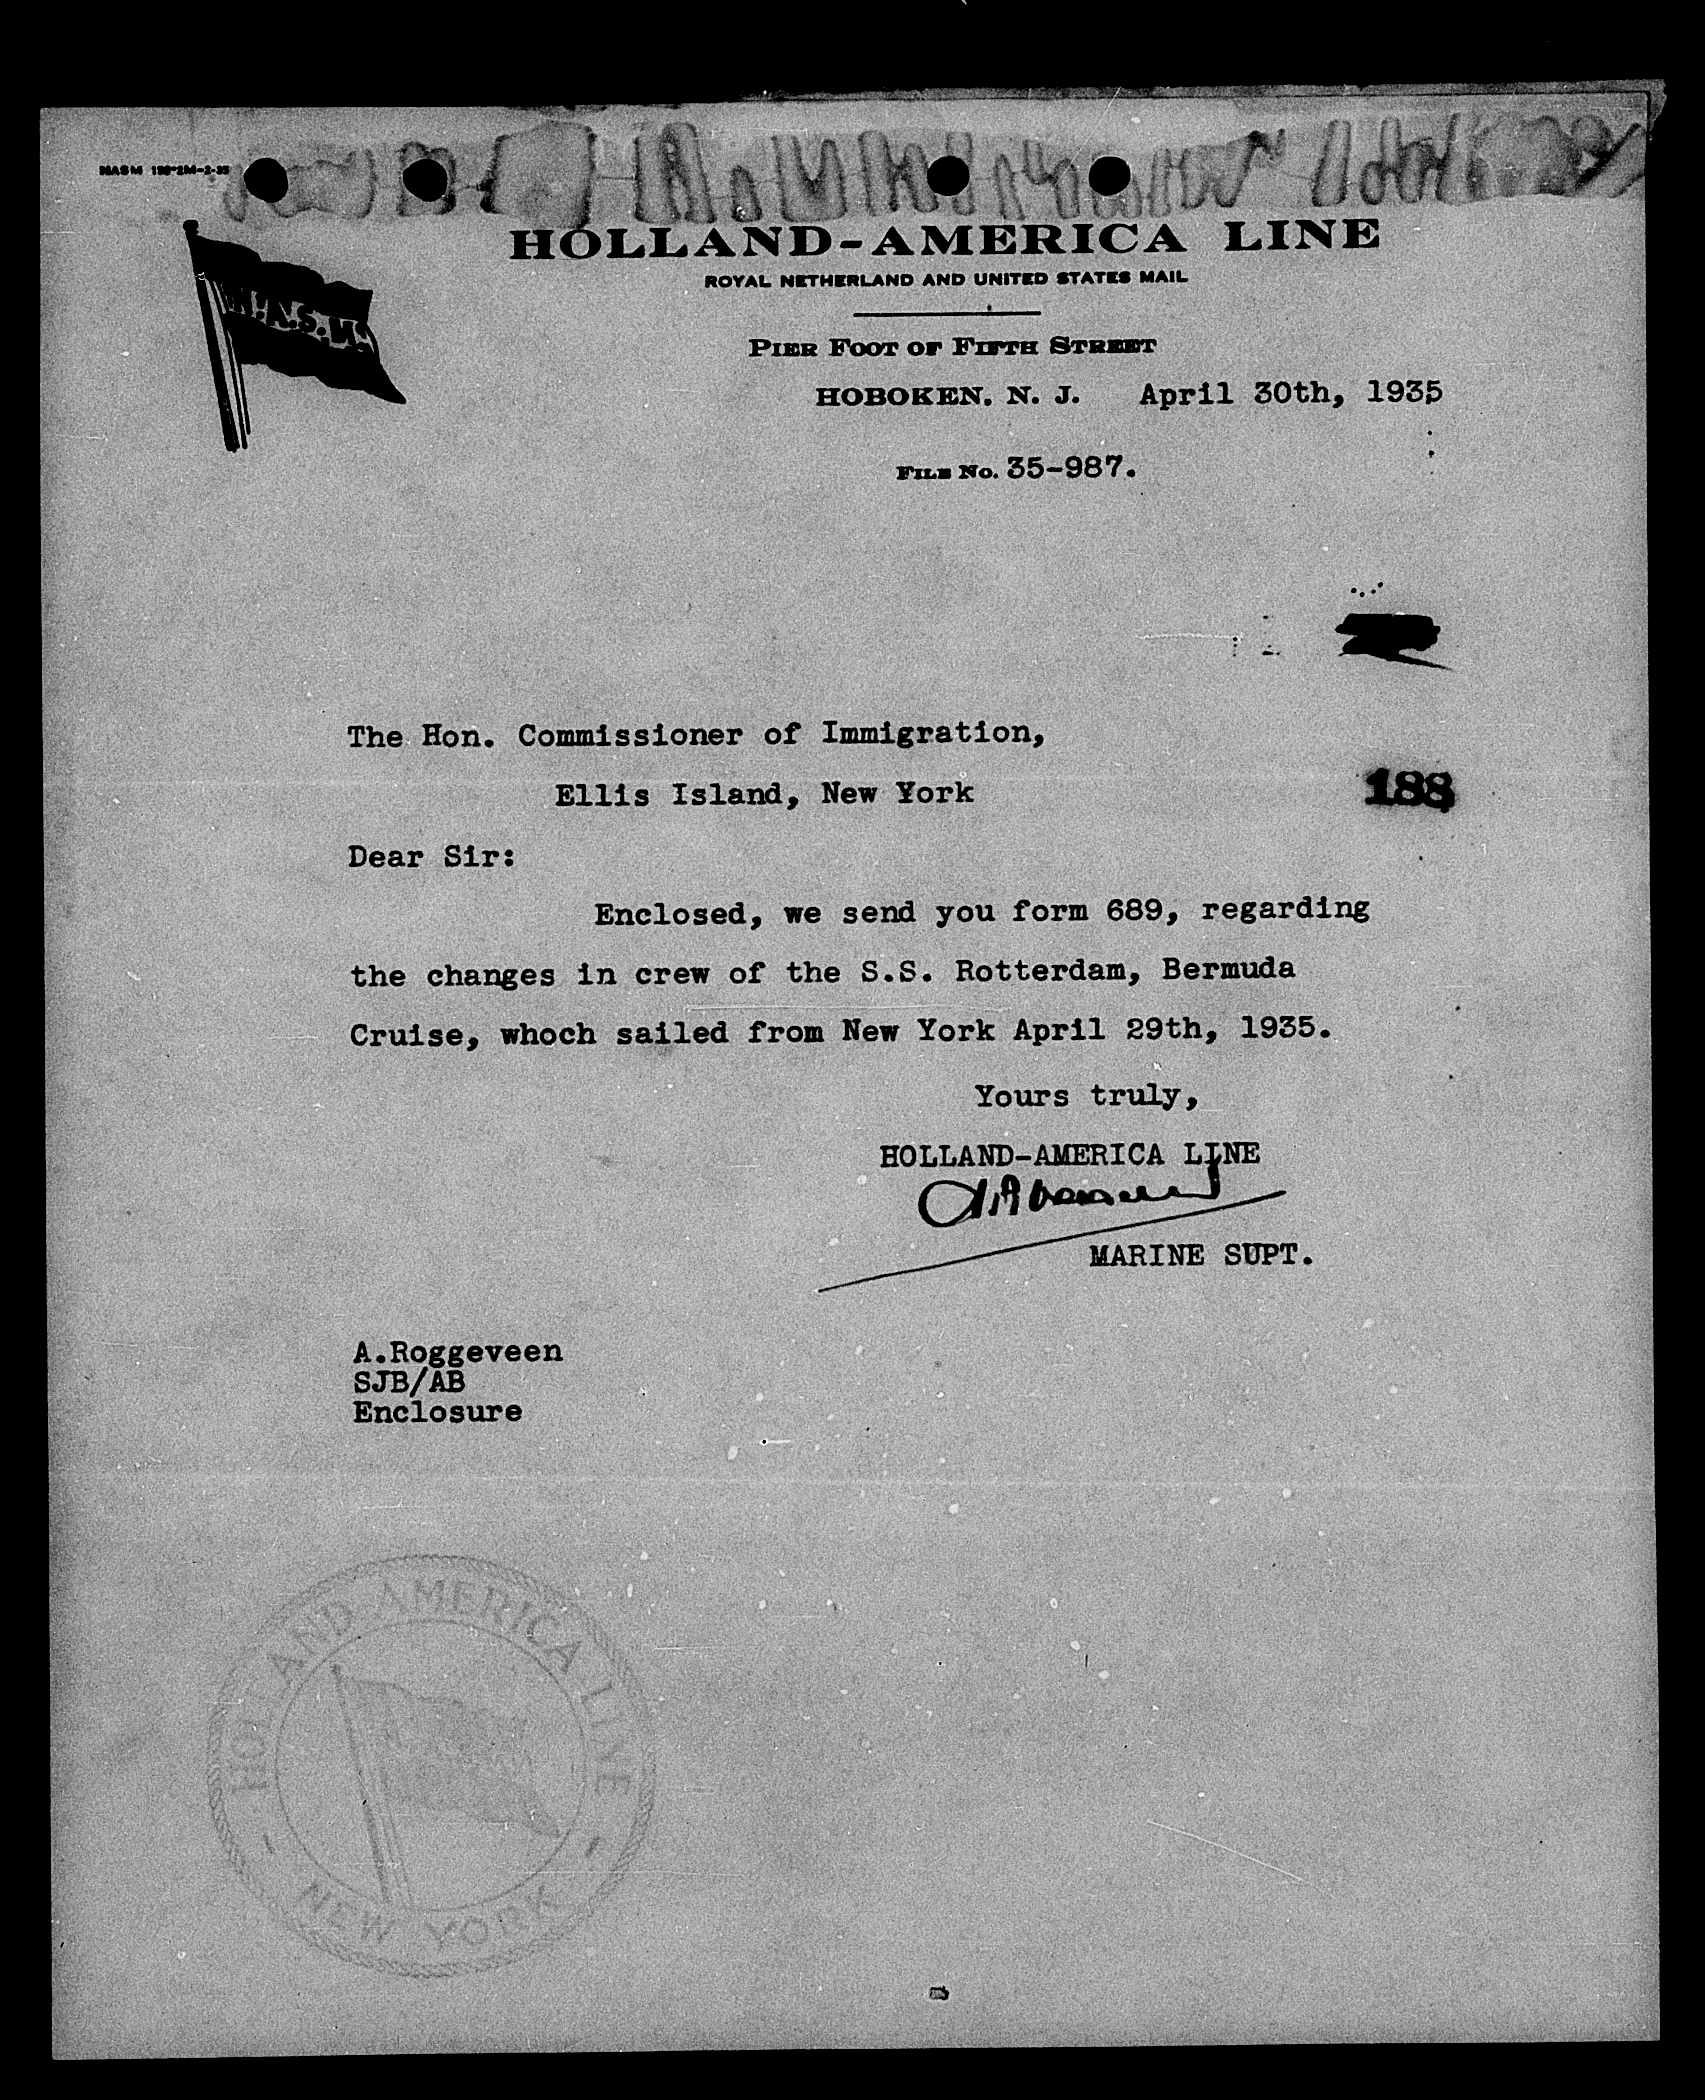 HOLLAND-AMERICA LINE
ROYAL NETHERLAND AND UNITED STATES MAIL
N.A.S.M.
PIER FOOT OF FIFTH STREET
HOBOKEN. N. J. April 30th, 1935
FILE No. 35-987.
The Hon. Commissioner of Immigration,
Ellis Island, New York
188
Dear Sir:
Enclosed, we send you form 689, regarding
the changes in crew of the S.S. Rotterdam, Bermuda
Cruise, whoch sailed from New York April 29th, 1935.
Yours truly,
HOLLAND-AMERICA LINE
MARINE SUPT.
A.Roggeveen
SJB/AB
Enclosure
HOLLAND AMERICA LINE
NEW YORK